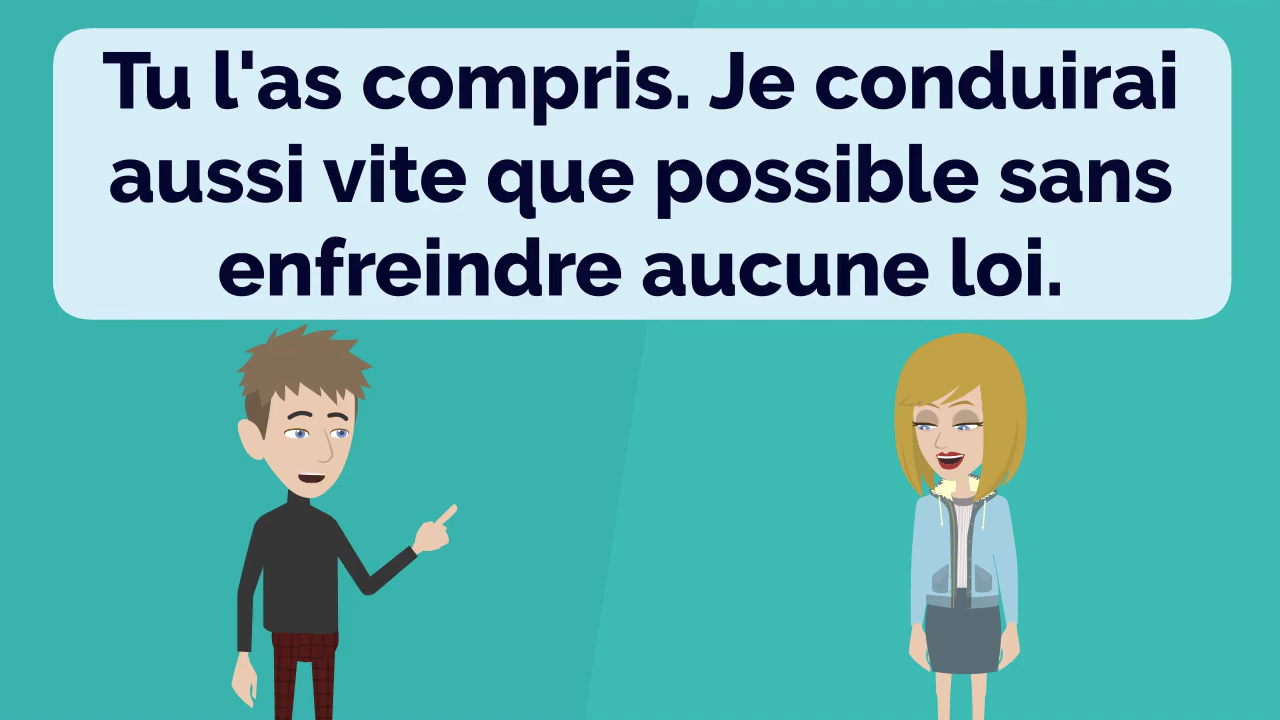 Tu l'as compris. Je conduirai
aussi vite que possible sans
enfreindre aucune loi.